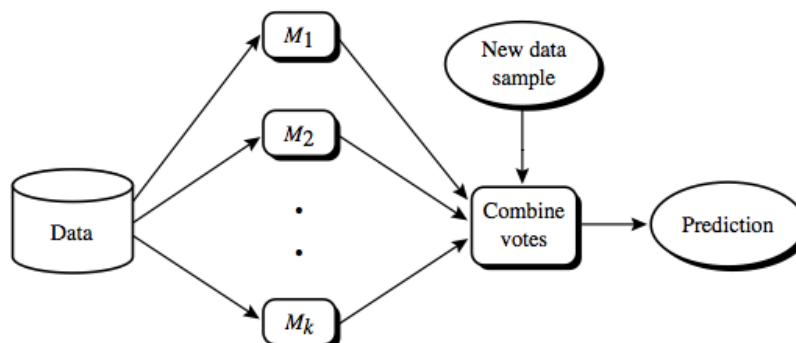 M1
New data
sample
M2
Data
Combine
votes
Prediction
Mk